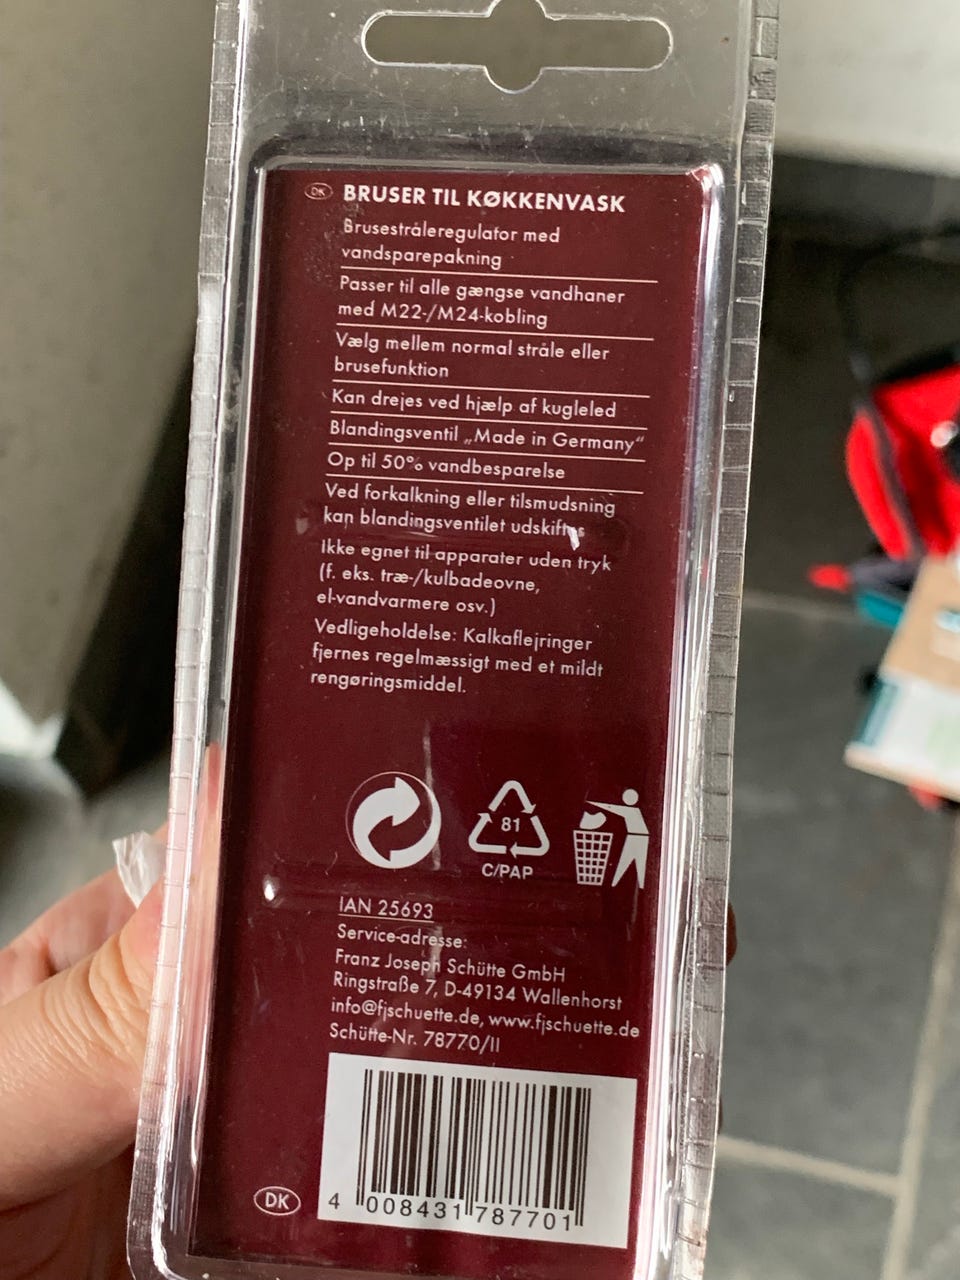 DK BRUSER TIL KØKKENVASK
Brusestråleregulator med
vandsparepakning
Passer til alle gængse vandhaner
med M22-/M24-kobling
Vælg mellem normal stråle eller
brusefunktion
Kan drejes ved hjælp af kugleled
Blandingsventil „Made in Germany“
Op til 50% vandbesparelse
Ved forkalkning eller tilsmudsning
kan blandingsventilet udskiftes
Ikke egnet til apparater uden tryk
(f. eks. træ-/kulbadeovne,
el-vandvarmere osv.)
Vedligeholdelse: Kalkaflejringer
fjernes regelmæssigt med et mildt
rengøringsmiddel.
81
C/PAP
IAN 25693
Service-adresse:
Franz Joseph Schütte GmbH
Ringstraße 7, D-49134 Wallenhorst
info@fjschuette.de, www.fjschuette.de
Schütte-Nr. 78770/II
DK
4 008431 787701